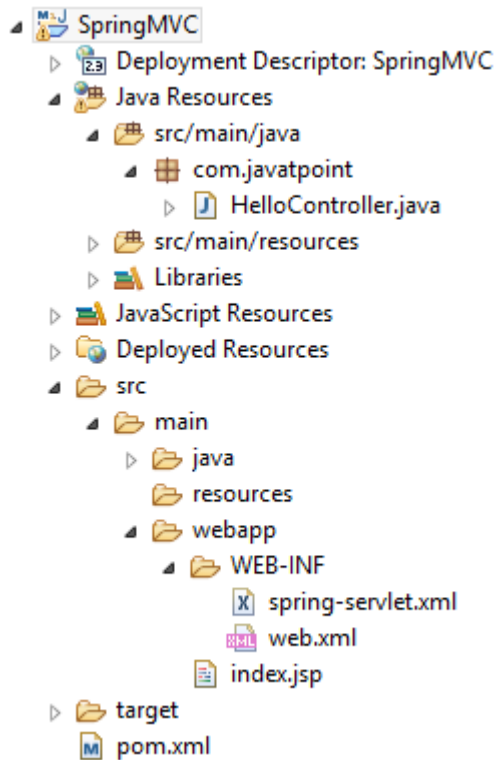 SpringMVC
Deployment Descriptor: SpringMVC
Java Resources
src/main/java
com.javatpoint
HelloController.java
src/main/resources
Libraries
JavaScript Resources
Deployed Resources
src
main
java
resources
webapp
WEB-INF
spring-servlet.xml
web.xml
index.jsp
target
pom.xml